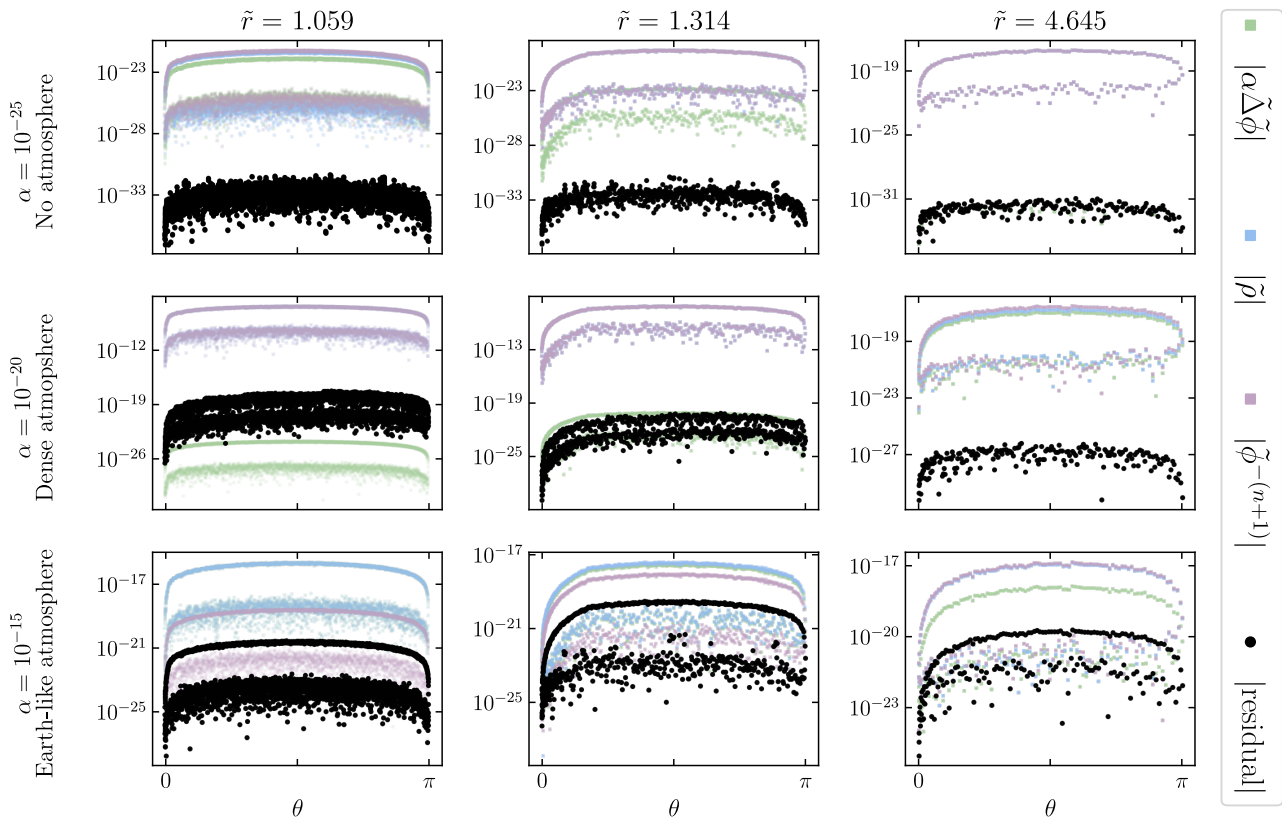 r̃ = 1.059
r̃ = 1.314
r̃ = 4.645
α = 10⁻²⁵
No atmosphere
10⁻²³
10⁻²⁸
10⁻³³
10⁻²³
10⁻²⁸
10⁻³³
10⁻¹⁹
10⁻²⁵
10⁻³¹
α = 10⁻²⁰
Dense atmopshere
10⁻¹²
10⁻¹⁹
10⁻²⁶
10⁻¹³
10⁻¹⁹
10⁻²⁵
10⁻¹⁹
10⁻²³
10⁻²⁷
α = 10⁻¹⁵
Earth-like atmosphere
10⁻¹⁷
10⁻²¹
10⁻²⁵
10⁻¹⁷
10⁻²¹
10⁻²⁵
10⁻¹⁷
10⁻²⁰
10⁻²³
0 π
0 π
0 π
θ
θ
θ
|αΔ̃φ̃|
|ρ̃|
|φ̃⁻⁽ⁿ⁺¹⁾|
|residual|